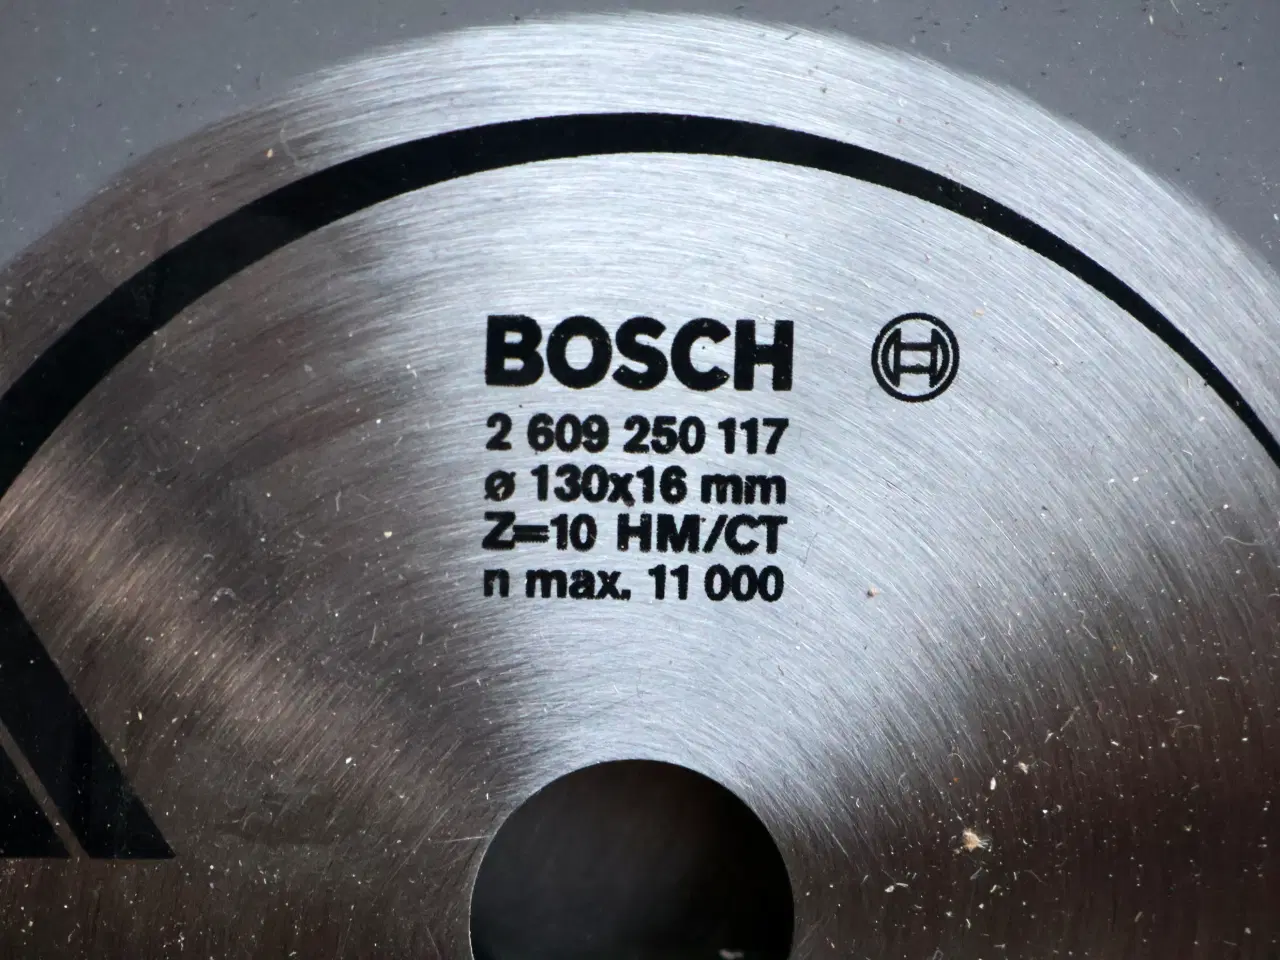 BOSCH
2 609 250 117
ø 130x16 mm
Z=10 HM/CT
n max. 11 000